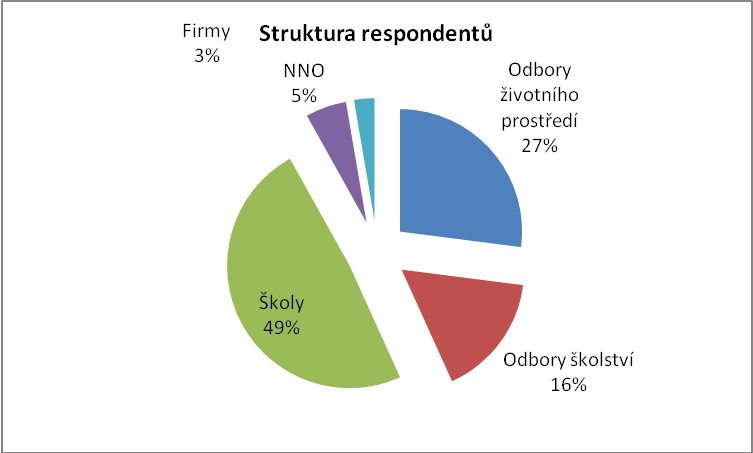 Struktura respondentů
Firmy
3%
NNO
5%
Odbory
životního
prostředí
27%
Školy
49%
Odbory školství
16%